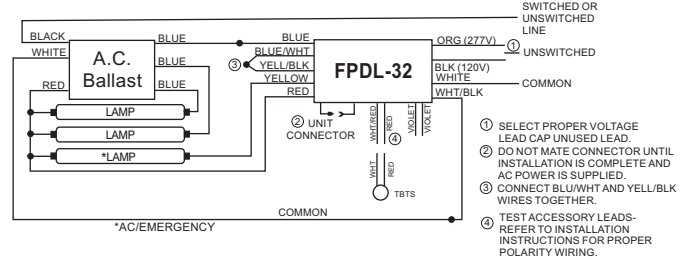 SWITCHED OR
UNSWITCHED
LINE
BLACK
BLUE
BLUE
ORG (277V)
①
UNSWITCHED
WHITE
A.C.
Ballast
BLUE
BLUE/WHT
③
YELL/BLK
FPDL-32
BLK (120V)
RED
BLUE
YELLOW
WHITE
COMMON
RED
WHT/BLK
LAMP
LAMP
*LAMP
② UNIT
CONNECTOR
WHT/RED
RED
④
VIOLET
VIOLET
WHT
RED
TBTS
COMMON
*AC/EMERGENCY
① SELECT PROPER VOLTAGE
LEAD CAP UNUSED LEAD.
② DO NOT MATE CONNECTOR UNTIL
INSTALLATION IS COMPLETE AND
AC POWER IS SUPPLIED.
③ CONNECT BLU/WHT AND YELL/BLK
WIRES TOGETHER.
④ TEST ACCESSORY LEADS-
REFER TO INSTALLATION
INSTRUCTIONS FOR PROPER
POLARITY WIRING.